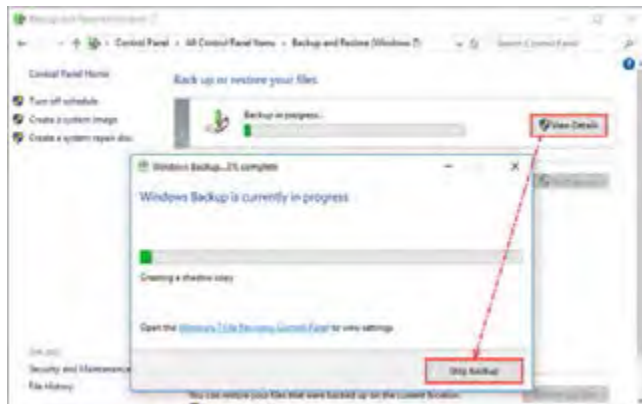 Backup and Restore (Windows 7)
Control Panel > All Control Panel Items > Backup and Restore (Windows 7)
Search Control Panel
Control Panel Home
Back up or restore your files
Turn off schedule
Create a system image
Create a system repair disc
Backup in progress...
View Details
Windows Backup...2% complete
Windows Backup is currently in progress
Creating a shadow copy
Open the Windows 7 File Recovery Control Panel to view settings
Stop backup
See also
Security and Maintenance
File History
You can restore your files that were backed up on the current location.